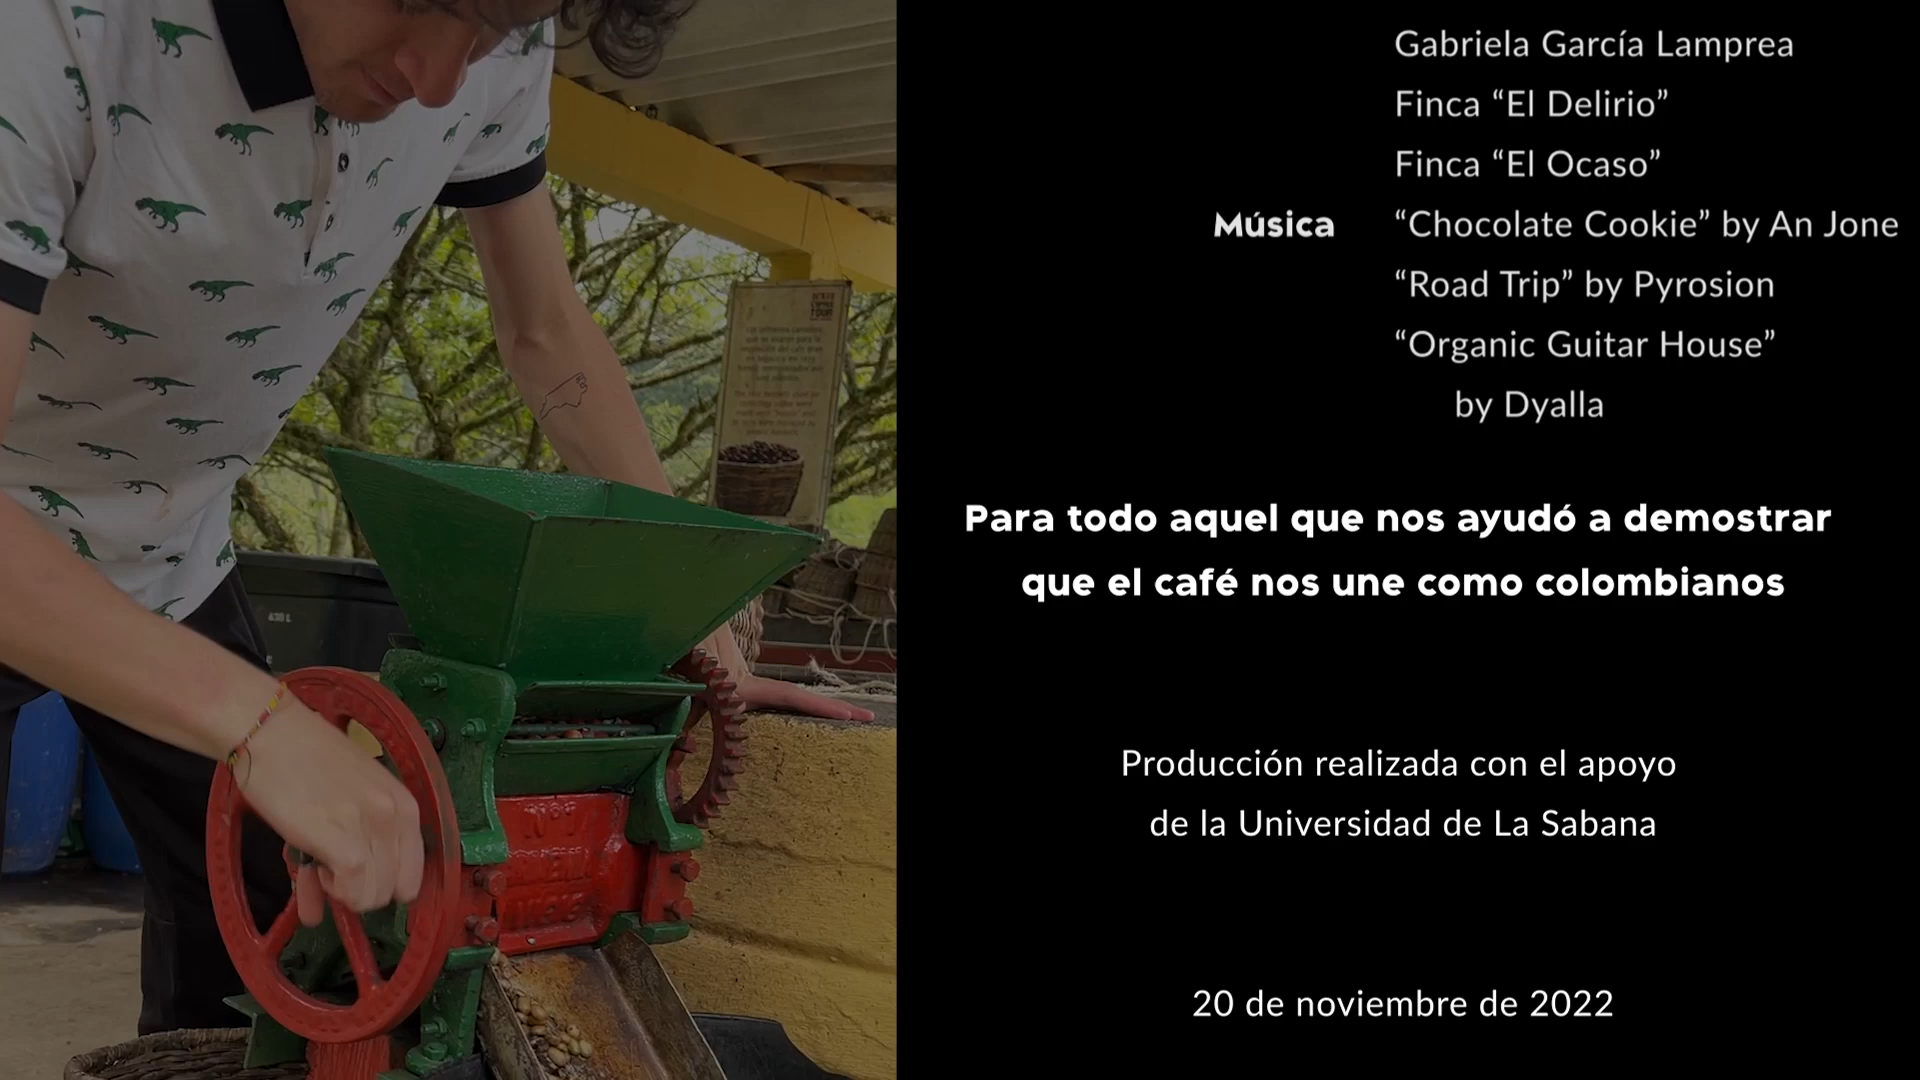 Gabriela García Lamprea
Finca “El Delirio”
Finca “El Ocaso”
Música
“Chocolate Cookie” by An Jone
“Road Trip” by Pyrosion
“Organic Guitar House”
by Dyalla
Para todo aquel que nos ayudó a demostrar
que el café nos une como colombianos
Producción realizada con el apoyo
de la Universidad de La Sabana
20 de noviembre de 2022
TOUR